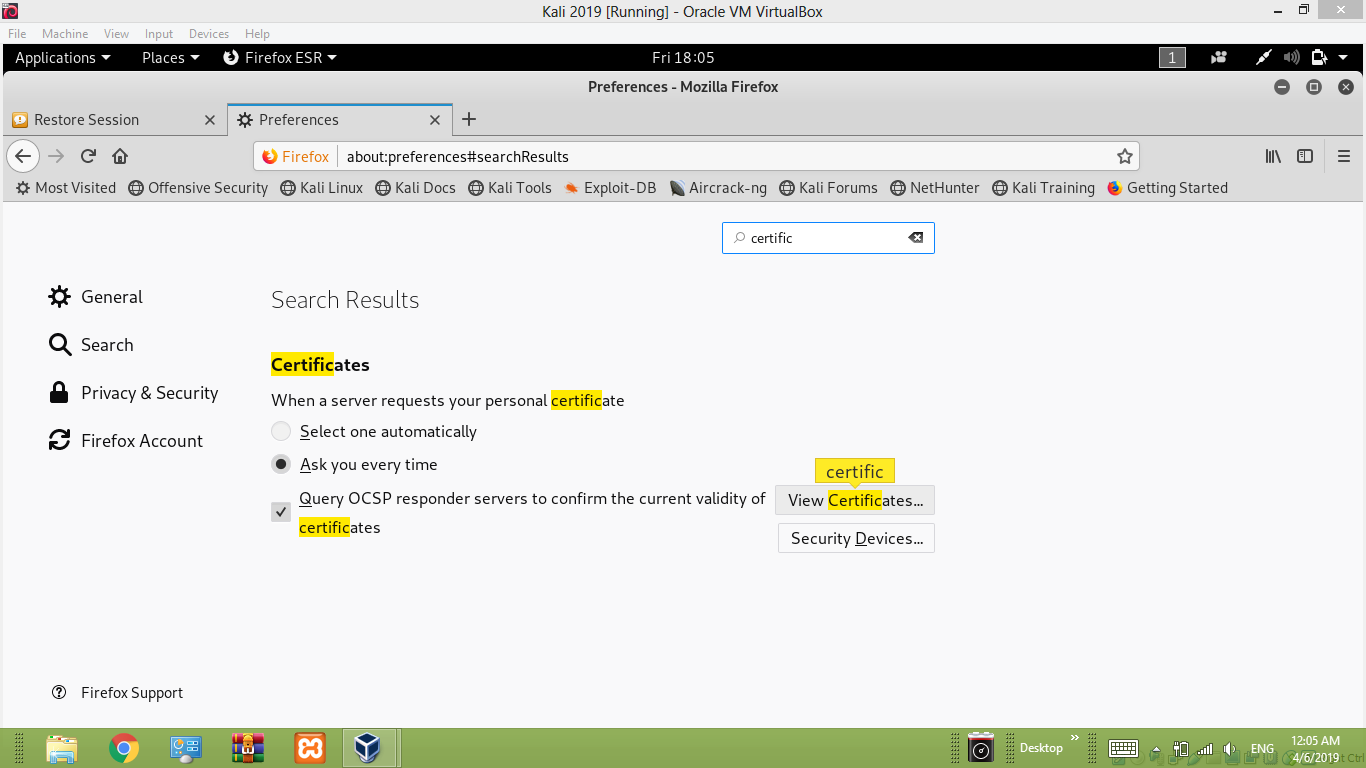 Kali 2019 [Running] - Oracle VM VirtualBox
File Machine View Input Devices Help
Applications Places Firefox ESR Fri 18:05 1
Preferences - Mozilla Firefox
Restore Session Preferences
Firefox about:preferences#searchResults
Most Visited Offensive Security Kali Linux Kali Docs Kali Tools Exploit-DB Aircrack-ng Kali Forums NetHunter Kali Training Getting Started
certific
General
Search
Privacy & Security
Firefox Account
Search Results
Certificates
When a server requests your personal certificate
Select one automatically
Ask you every time
Query OCSP responder servers to confirm the current validity of
certificates
certific
View Certificates...
Security Devices...
Firefox Support
Desktop
ENG
12:05 AM
4/6/2019
Ctrl